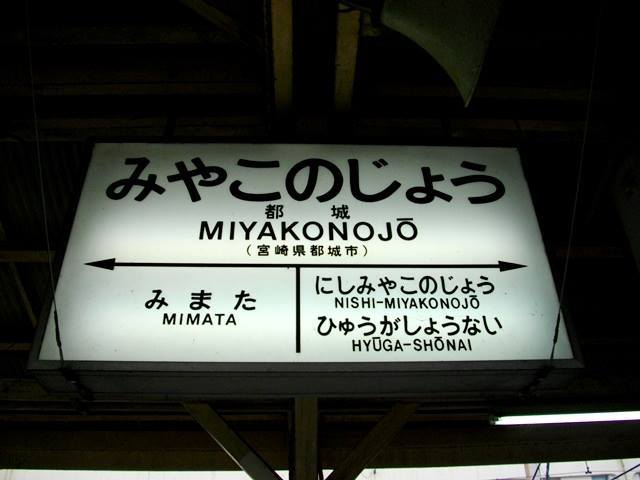 みやこのじょう
都城
MIYAKONOJŌ
(宮崎県都城市)
みまた
MIMATA
にしみやこのじょう
NISHI-MIYAKONOJŌ
ひゅうがしょうない
HYŪGA-SHŌNAI